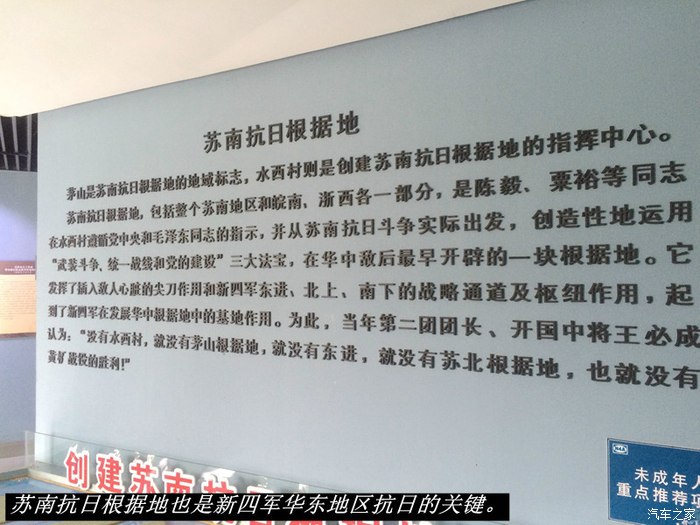 苏南抗日根据地
茅山是苏南抗日根据地的地域标志，水西村则是创建苏南抗日根据地的指挥中心。
苏南抗日根据地，包括整个苏南地区和皖南、浙西各一部分，是陈毅、粟裕等同志
在水西村遵循党中央和毛泽东同志的指示，并从苏南抗日斗争实际出发，创造性地运用
“武装斗争、统一战线和党的建设”三大法宝，在华中敌后最早开辟的一块根据地。它
发挥了插入敌人心脏的尖刀作用和新四军东进、北上、南下的战略通道及枢纽作用，起
到了新四军在发展华中根据地中的基地作用。为此，当年第二团团长、开国中将王必成
认为：“没有水西村，就没有茅山根据地，就没有东进，就没有苏北根据地，也就没有
黄桥战役的胜利！”
创建苏南抗日
未成年人
重点推荐项
苏南抗日根据地也是新四军华东地区抗日的关键。
汽车之家